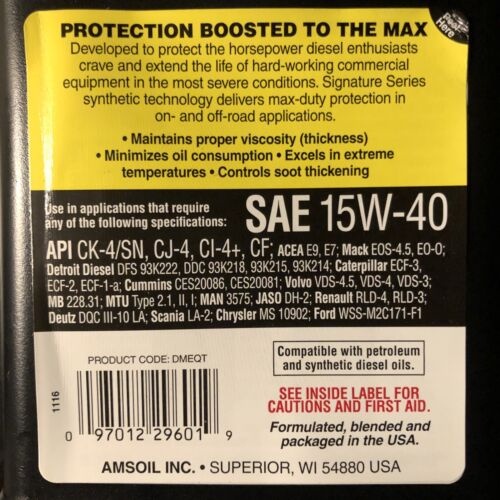 Here
PROTECTION BOOSTED TO THE MAX
Developed to protect the horsepower diesel enthusiasts
crave and extend the life of hard-working commercial
equipment in the most severe conditions. Signature Series
synthetic technology delivers max-duty protection in
on- and off-road applications.
• Maintains proper viscosity (thickness)
• Minimizes oil consumption • Excels in extreme
temperatures • Controls soot thickening
Use in applications that require
any of the following specifications:
SAE 15W-40
API CK-4/SN, CJ-4, CI-4+, CF; ACEA E9, E7; Mack EOS-4.5, EO-O;
Detroit Diesel DFS 93K222, DDC 93K218, 93K215, 93K214; Caterpillar ECF-3,
ECF-2, ECF-1-a; Cummins CES20086, CES20081; Volvo VDS-4.5, VDS-4, VDS-3;
MB 228.31; MTU Type 2.1, II, I; MAN 3575; JASO DH-2; Renault RLD-4, RLD-3;
Deutz DQC III-10 LA; Scania LA-2; Chrysler MS 10902; Ford WSS-M2C171-F1
PRODUCT CODE: DMEQT
1116
0 97012 29601 9
Compatible with petroleum
and synthetic diesel oils.
SEE INSIDE LABEL FOR
CAUTIONS AND FIRST AID.
Formulated, blended and
packaged in the USA.
AMSOIL INC. • SUPERIOR, WI 54880 USA